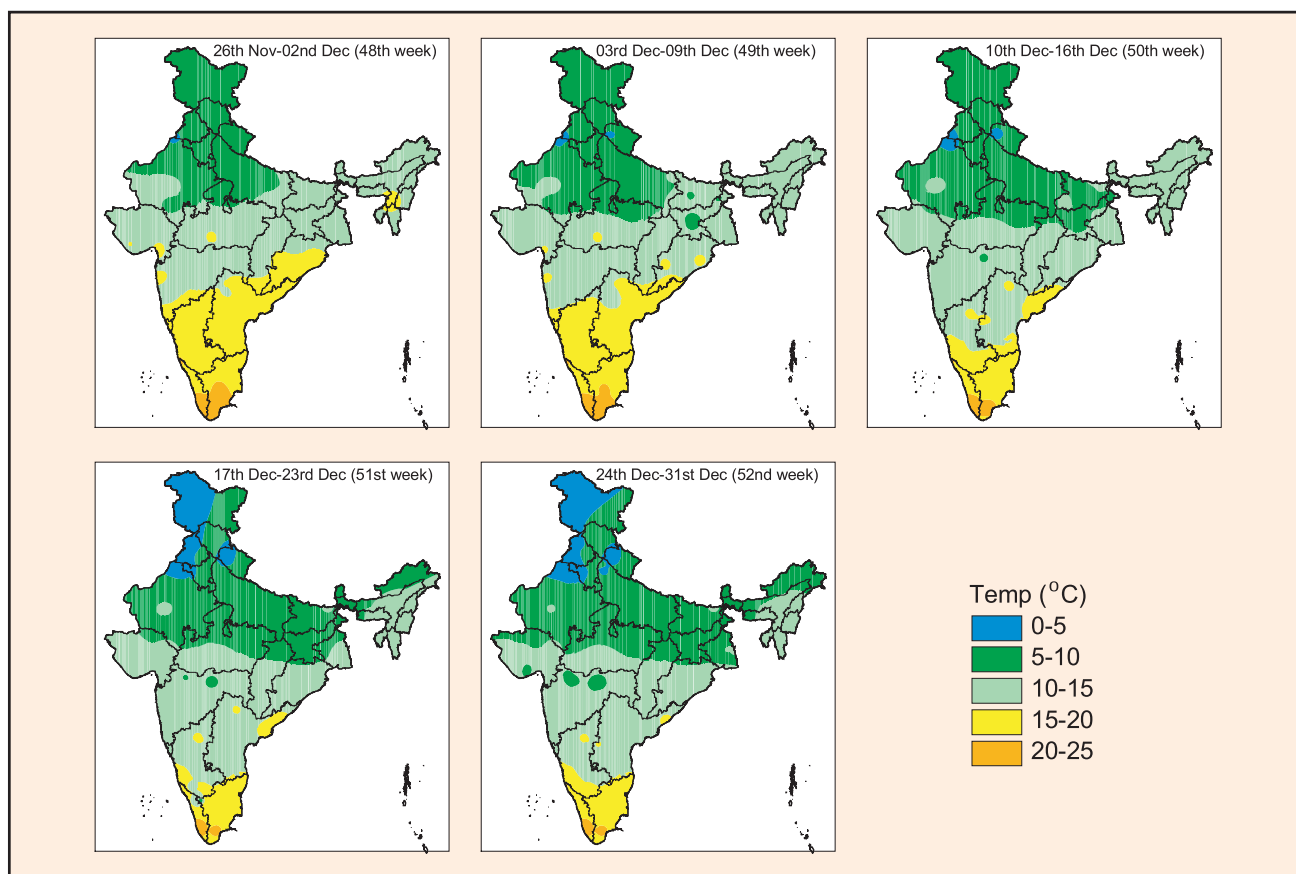 26th Nov-02nd Dec (48th week)
03rd Dec-09th Dec (49th week)
10th Dec-16th Dec (50th week)
17th Dec-23rd Dec (51st week)
24th Dec-31st Dec (52nd week)
Temp (°C)
0-5
5-10
10-15
15-20
20-25